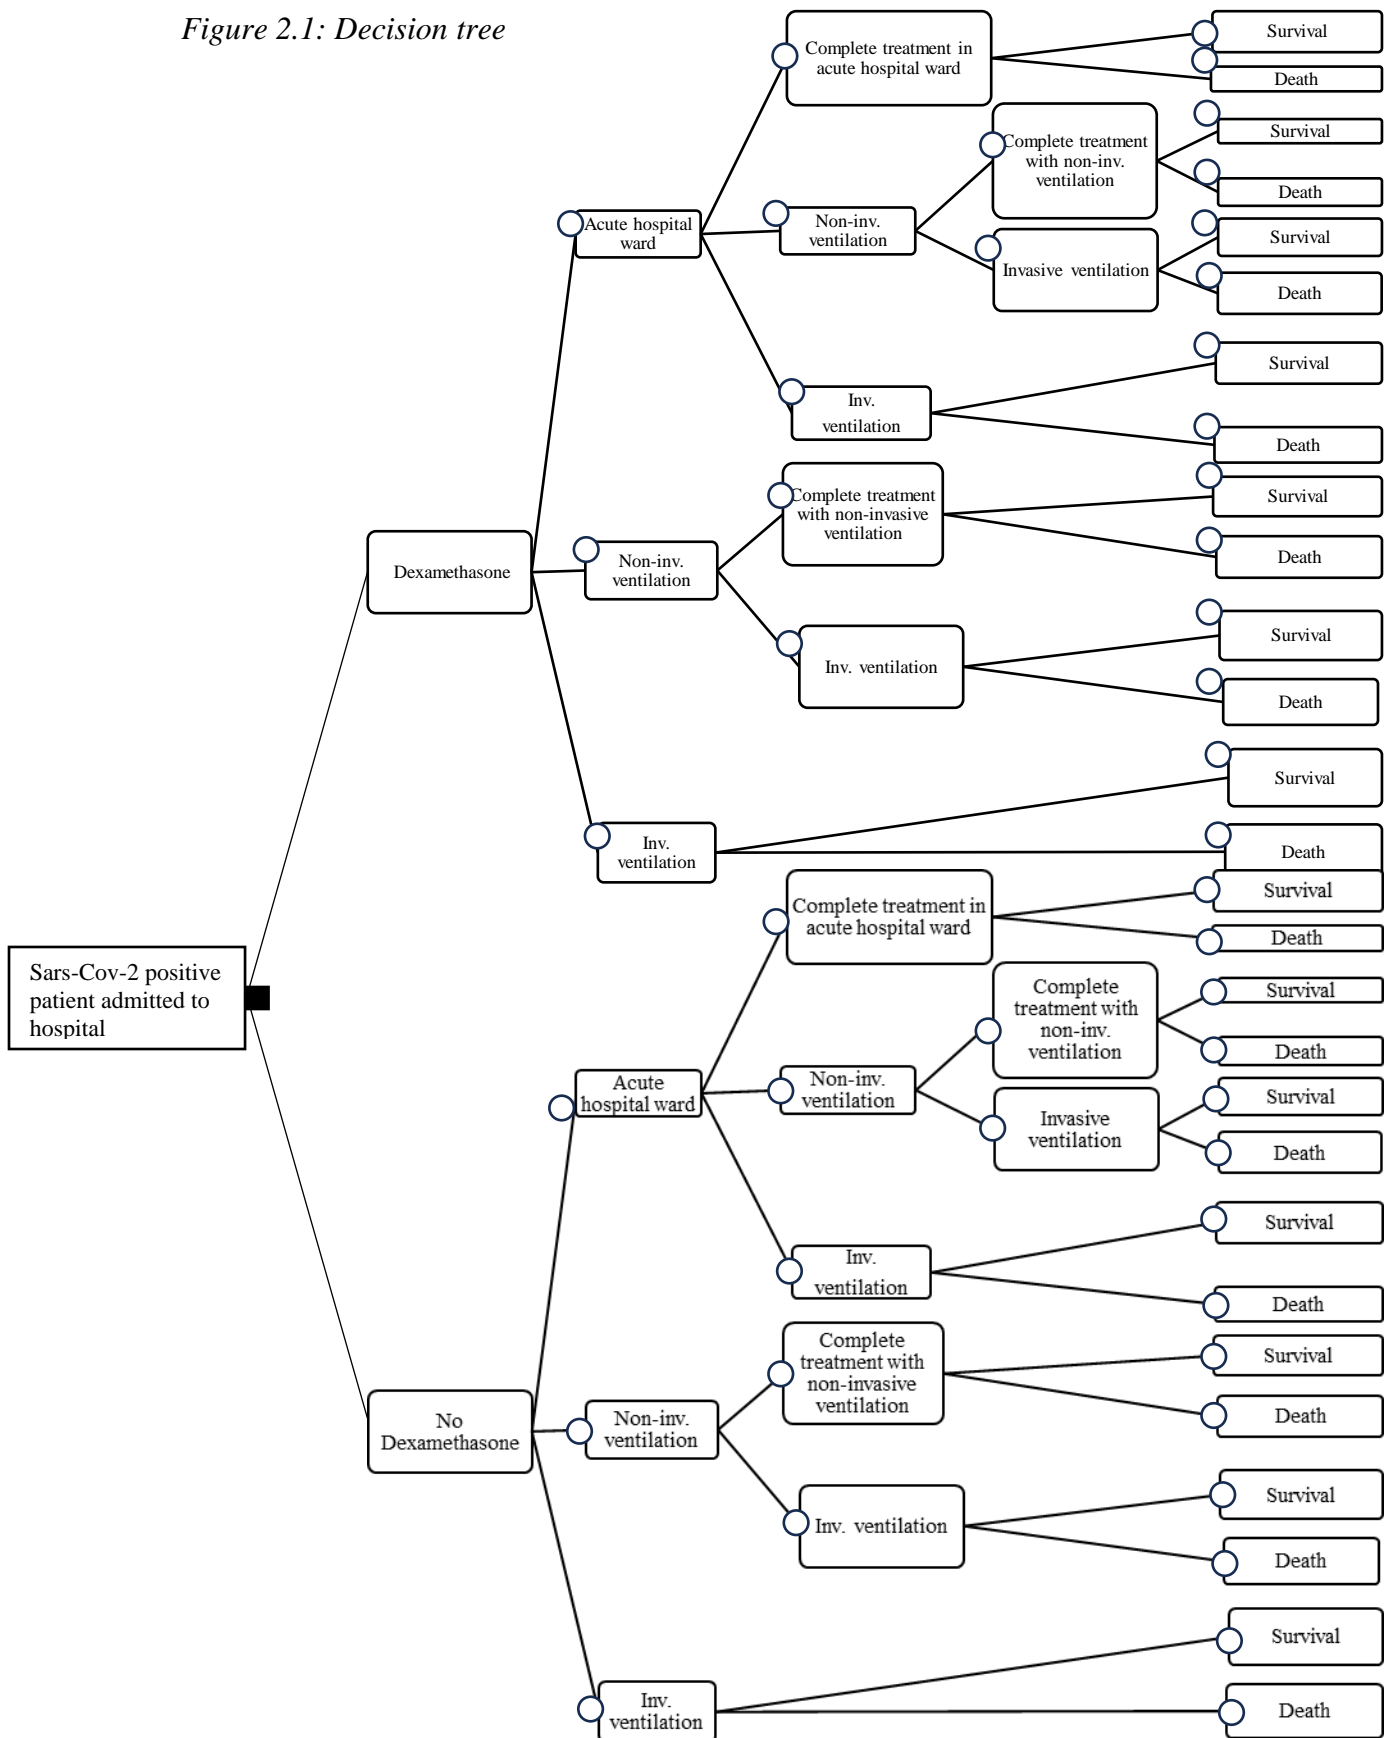 Figure 2.1: Decision tree
Complete treatment in
acute hospital ward
Survival
Death
Complete treatment
with non-inv.
ventilation
Survival
Death
Acute hospital
ward
Non-inv.
ventilation
Invasive ventilation
Survival
Death
Inv.
ventilation
Survival
Death
Dexamethasone
Non-inv.
ventilation
Complete treatment
with non-invasive
ventilation
Survival
Death
Inv. ventilation
Survival
Death
Inv.
ventilation
Survival
Death
Sars-Cov-2 positive
patient admitted to
hospital
Complete treatment in
acute hospital ward
Survival
Death
Complete
treatment with
non-inv.
ventilation
Survival
Death
Acute
hospital ward
Non-inv.
ventilation
Invasive
ventilation
Survival
Death
Inv.
ventilation
Survival
Death
No
Dexamethasone
Non-inv.
ventilation
Complete
treatment with
non-invasive
ventilation
Survival
Death
Inv. ventilation
Survival
Death
Inv.
ventilation
Survival
Death